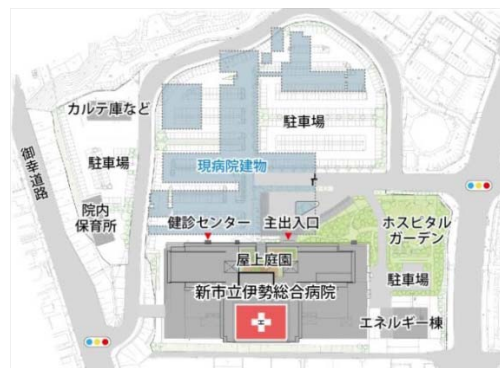 カルテ庫など
駐車場
御幸道路
駐車場
現病院建物
院内
保育所
健診センター
主出入口
ホスピタル
ガーデン
屋上庭園
駐車場
新市立伊勢総合病院
エネルギー棟
H